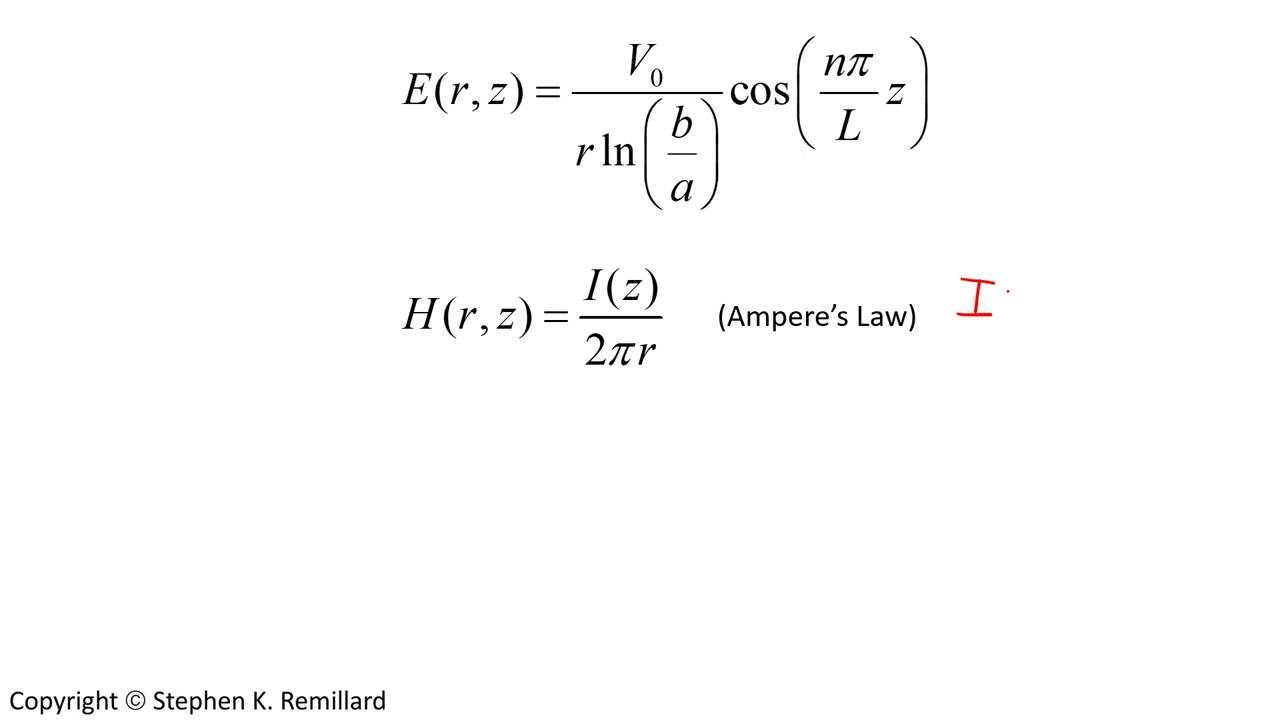 E(r, z) = V₀ / (r ln(b/a)) cos(nπ/L z)
H(r, z) = I(z) / (2πr) (Ampere’s Law) I
Copyright © Stephen K. Remillard